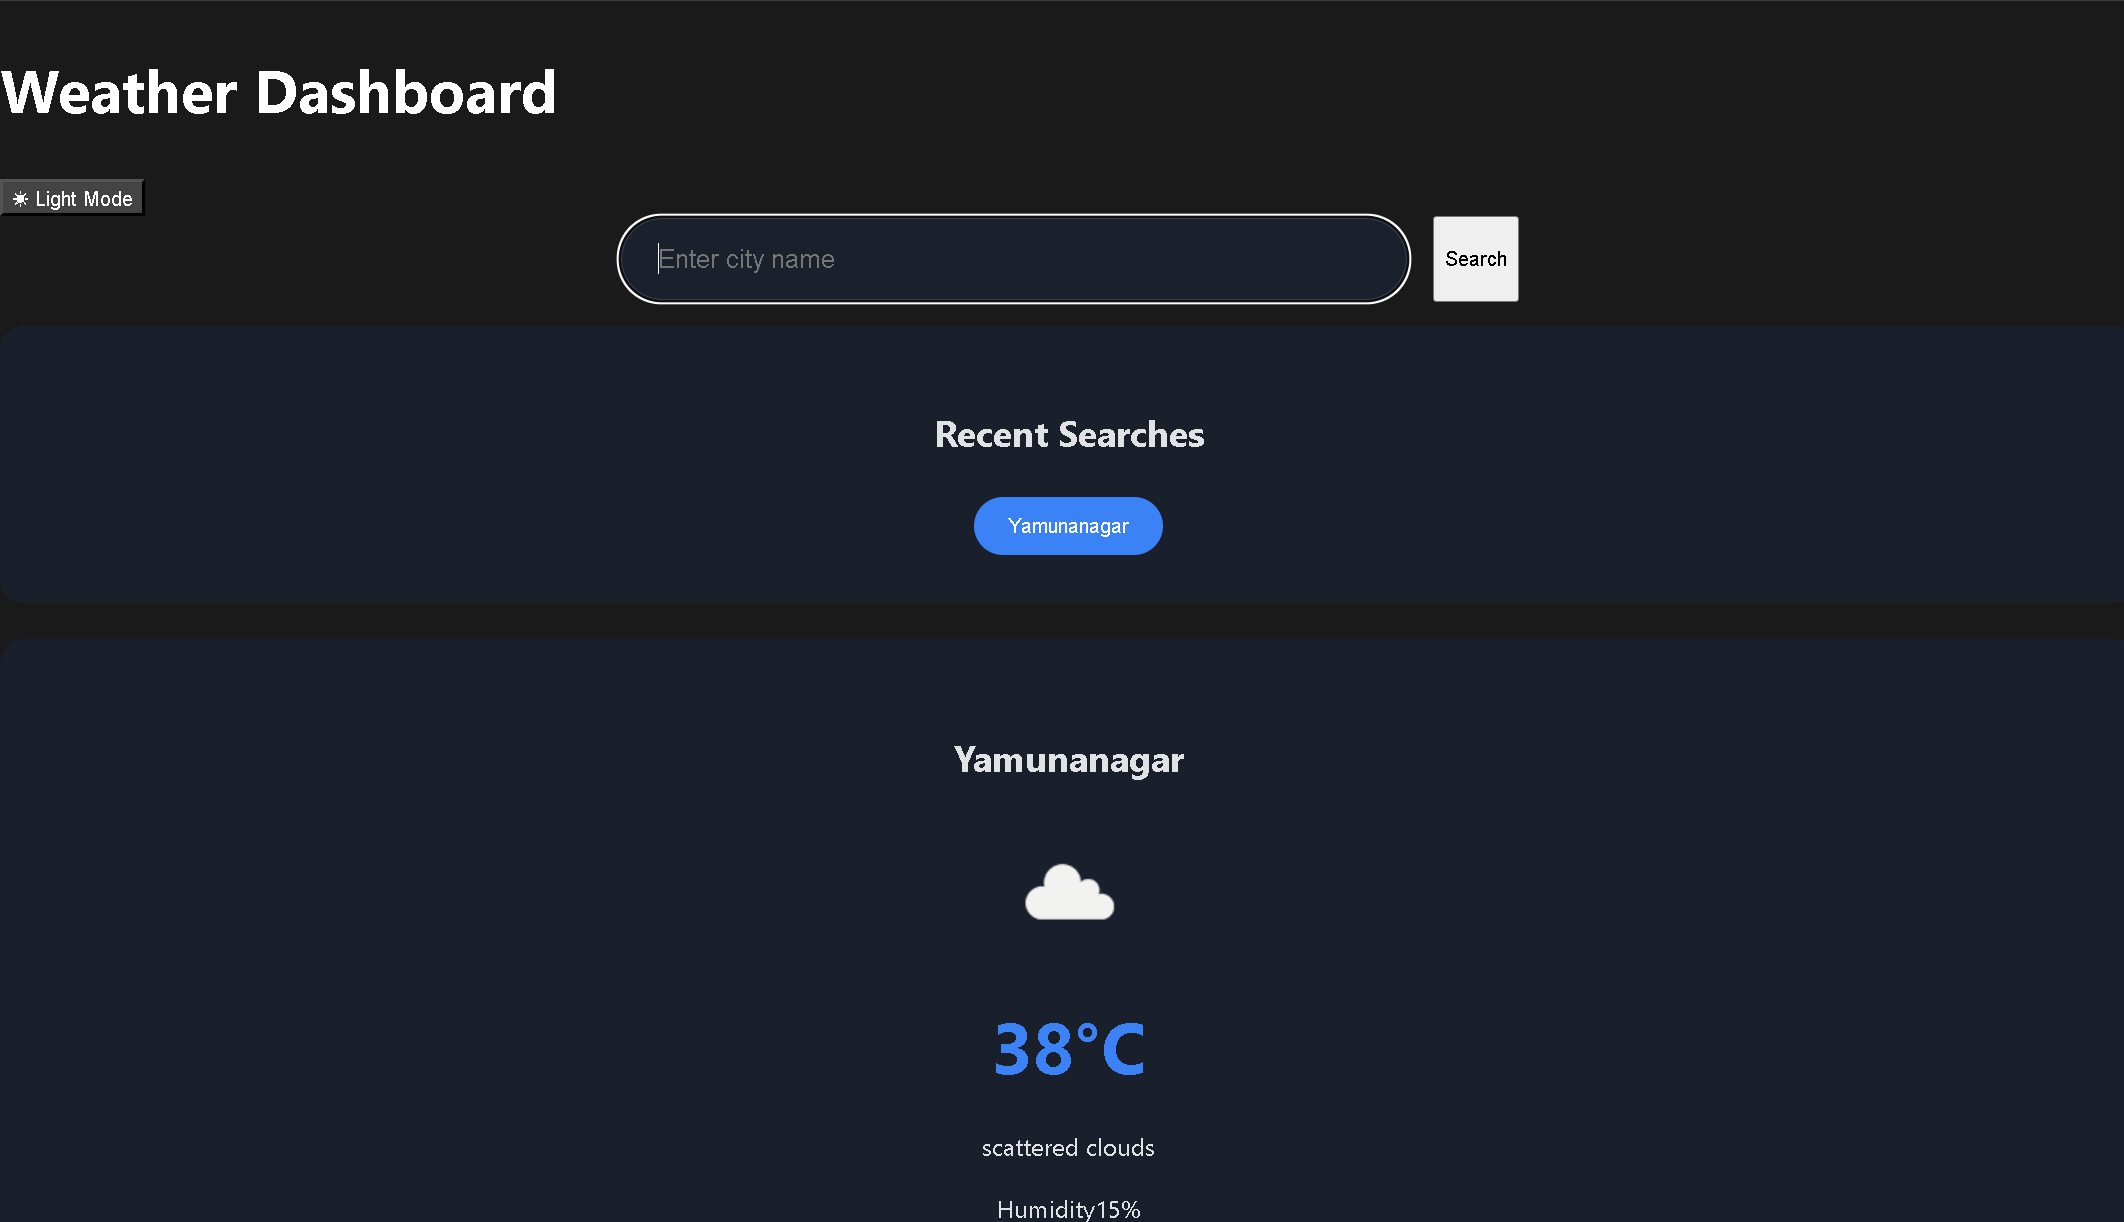 Weather Dashboard
☀ Light Mode
Enter city name
Search
Recent Searches
Yamunanagar
Yamunanagar
38°C
scattered clouds
Humidity15%